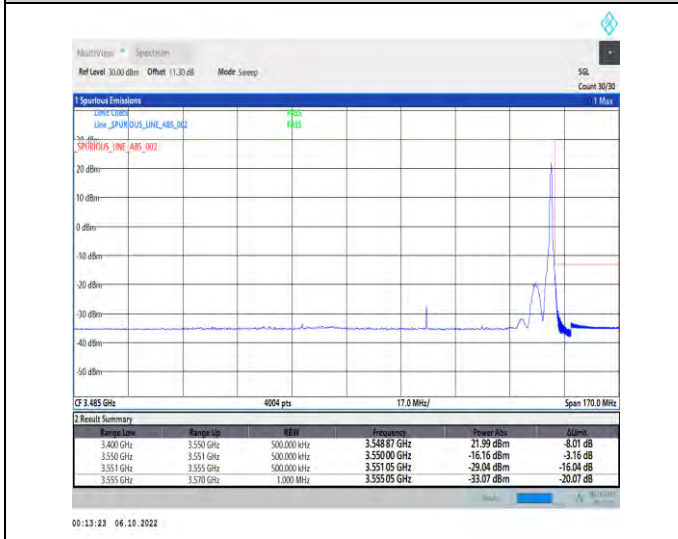 MultiView Spectrum
Ref Level 30.00 dBm Offset 11.30 dB Mode Sweep SGL
Count 30/30
1 Spurious Emissions 1 Max
Limit Check PASS
Line _SPURIOUS_LINE_ABS_002 PASS
_SPURIOUS_LINE_ABS_002
20 dBm
10 dBm
0 dBm
-10 dBm
-20 dBm
-30 dBm
-40 dBm
-50 dBm
CF 3.485 GHz 4004 pts 17.0 MHz/ Span 170.0 MHz
2 Result Summary
Range Low Range Up RBW Frequency Power Abs ΔLimit
3.400 GHz 3.550 GHz 500.000 kHz 3.548 87 GHz 21.99 dBm -8.01 dB
3.550 GHz 3.551 GHz 500.000 kHz 3.550 00 GHz -16.16 dBm -3.16 dB
3.551 GHz 3.555 GHz 500.000 kHz 3.551 05 GHz -29.04 dBm -16.04 dB
3.555 GHz 3.570 GHz 1.000 MHz 3.555 05 GHz -33.07 dBm -20.07 dB
00:13:23 06.10.2022